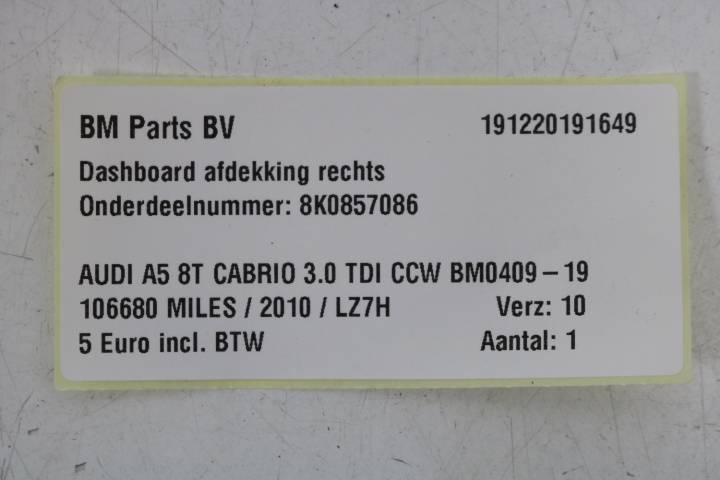 BM Parts BV 191220191649
Dashboard afdekking rechts
Onderdeelnummer: 8K0857086
AUDI A5 8T CABRIO 3.0 TDI CCW BM0409-19
106680 MILES / 2010 / LZ7H Verz: 10
5 Euro incl. BTW Aantal: 1